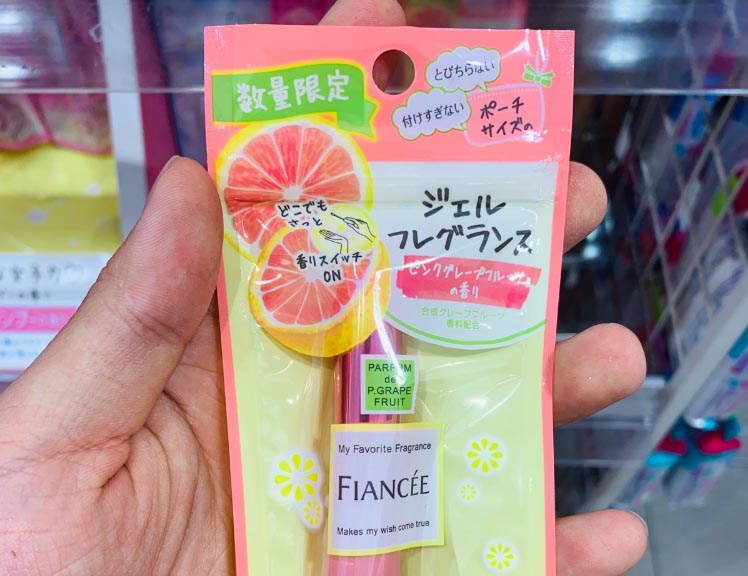 数量限定
とびちらない
付けすぎない
ポーチ
サイズの
どこでも
さっと
香りスイッチ
ON
ジェル
フレグランス
ピンクグレープフルーツ
の香り
合成グレープフルーツ
香料配合
PARFUM
de
P.GRAPE
FRUIT
My Favorite Fragrance
FIANCÉE
Makes my wish come true